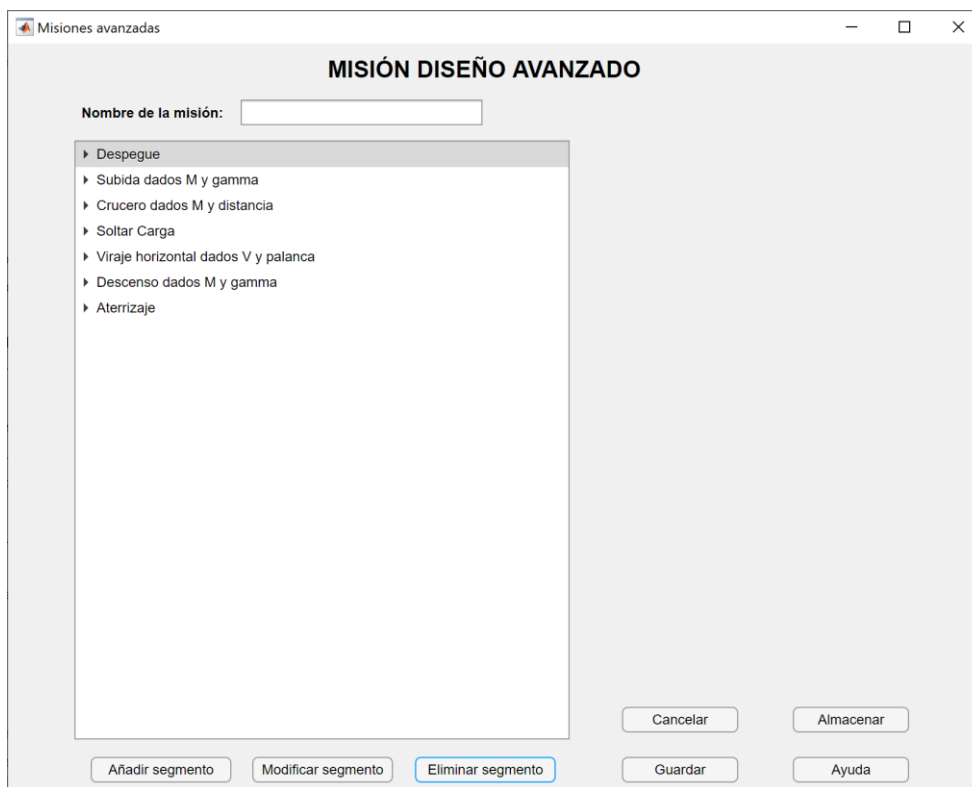 Misiones avanzadas
MISIÓN DISEÑO AVANZADO
Nombre de la misión:
Despegue
Subida dados M y gamma
Crucero dados M y distancia
Soltar Carga
Viraje horizontal dados V y palanca
Descenso dados M y gamma
Aterrizaje
Cancelar Almacenar
Añadir segmento Modificar segmento Eliminar segmento Guardar Ayuda